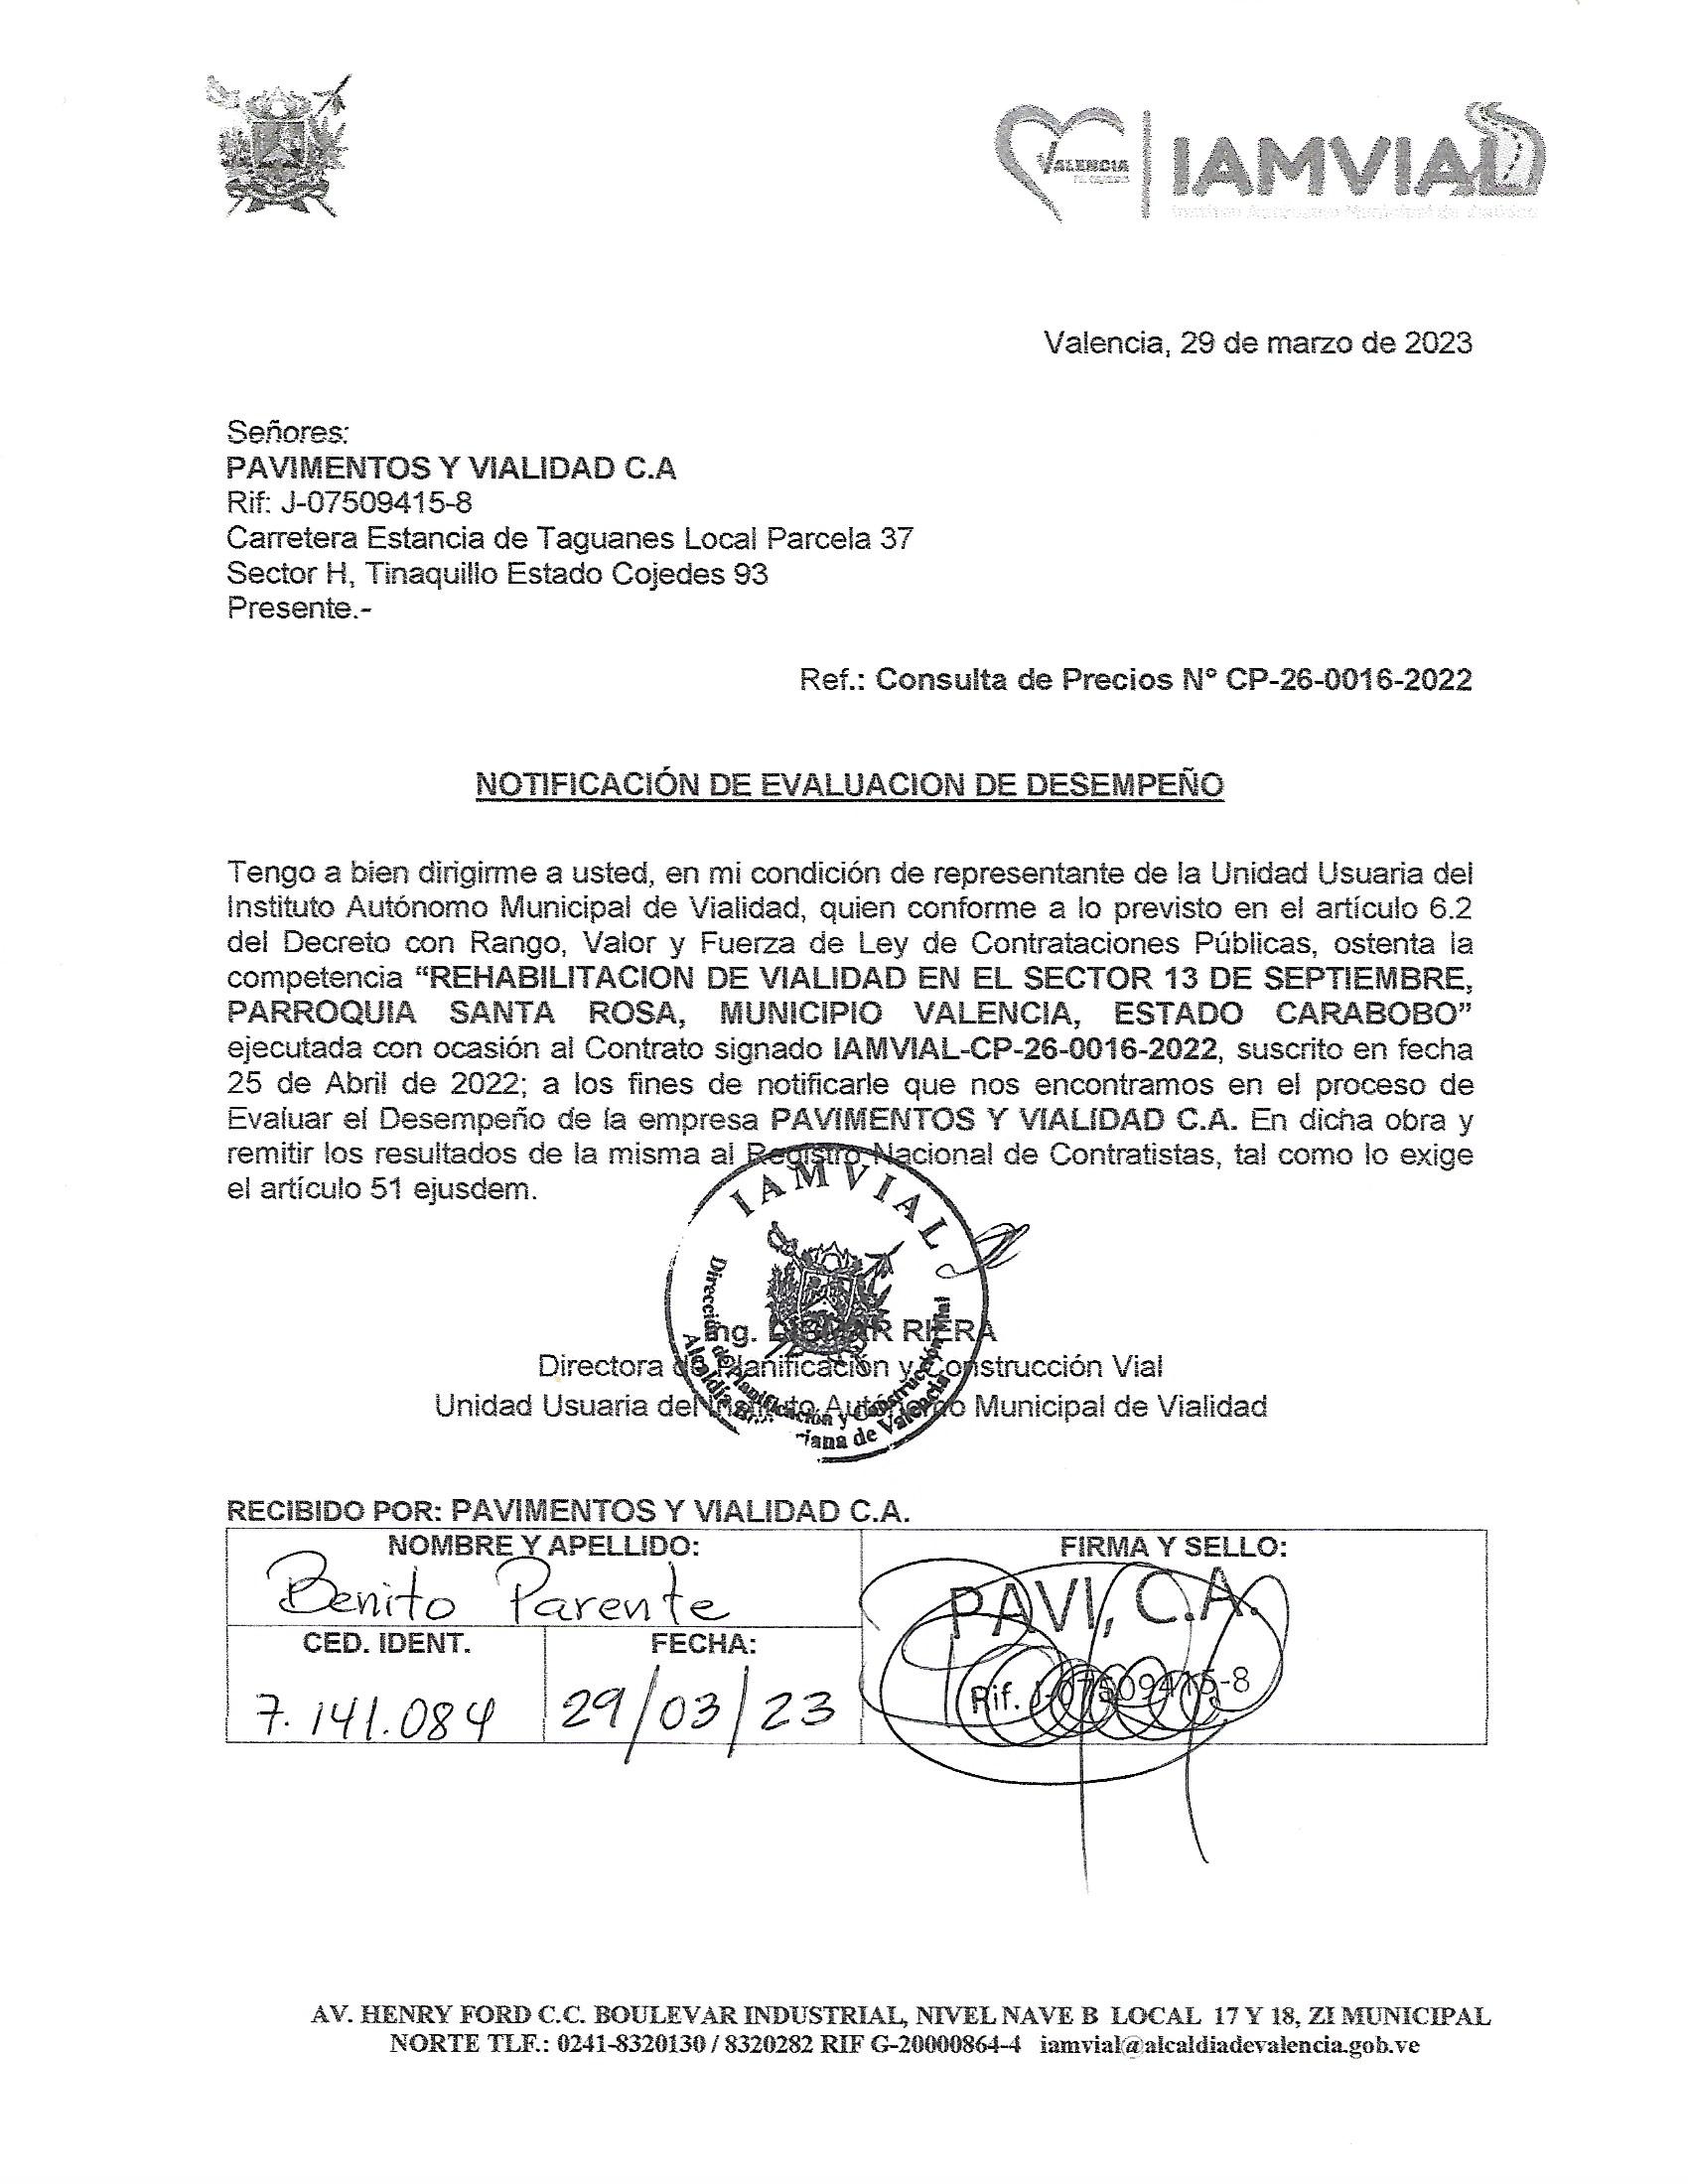 VALENCIA
IAMVIAL
Instituto Autónomo Municipal de Vialidad
Valencia, 29 de marzo de 2023
Señores:
PAVIMENTOS Y VIALIDAD C.A
Rif: J-07509415-8
Carretera Estancia de Taguanes Local Parcela 37
Sector H, Tinaquillo Estado Cojedes 93
Presente.-
Ref.: Consulta de Precios N° CP-26-0016-2022
NOTIFICACIÓN DE EVALUACION DE DESEMPEÑO
Tengo a bien dirigirme a usted, en mi condición de representante de la Unidad Usuaria del
Instituto Autónomo Municipal de Vialidad, quien conforme a lo previsto en el artículo 6.2
del Decreto con Rango, Valor y Fuerza de Ley de Contrataciones Públicas, ostenta la
competencia “REHABILITACION DE VIALIDAD EN EL SECTOR 13 DE SEPTIEMBRE,
PARROQUIA SANTA ROSA, MUNICIPIO VALENCIA, ESTADO CARABOBO”
ejecutada con ocasión al Contrato signado IAMVIAL-CP-26-0016-2022, suscrito en fecha
25 de Abril de 2022; a los fines de notificarle que nos encontramos en el proceso de
Evaluar el Desempeño de la empresa PAVIMENTOS Y VIALIDAD C.A. En dicha obra y
remitir los resultados de la misma al Registro Nacional de Contratistas, tal como lo exige
el artículo 51 ejusdem.
IAMVIAL
Dirección de Planificación y Construcción Vial
Alcaldía de Valencia
Ing. RIERA
Directora de Planificación y Construcción Vial
Unidad Usuaria del Instituto Autónomo Municipal de Vialidad
RECIBIDO POR: PAVIMENTOS Y VIALIDAD C.A.
NOMBRE Y APELLIDO:
Benito Parente
FIRMA Y SELLO:
PAVI, C.A.
Rif. J-07509415-8
CED. IDENT.
7.141.084
FECHA:
29/03/23
AV. HENRY FORD C.C. BOULEVAR INDUSTRIAL, NIVEL NAVE B LOCAL 17 Y 18, ZI MUNICIPAL
NORTE TLF.: 0241-8320130 / 8320282 RIF G-20000864-4 iamvial@alcaldiadevalencia.gob.ve